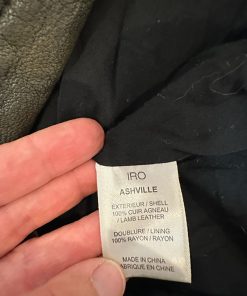 IRO
ASHVILLE
EXTERIEUR / SHELL
100% CUIR AGNEAU
/ LAMB LEATHER
DOUBLURE / LINING
100% RAYON / RAYON
MADE IN CHINA
FABRIQUE EN CHINE